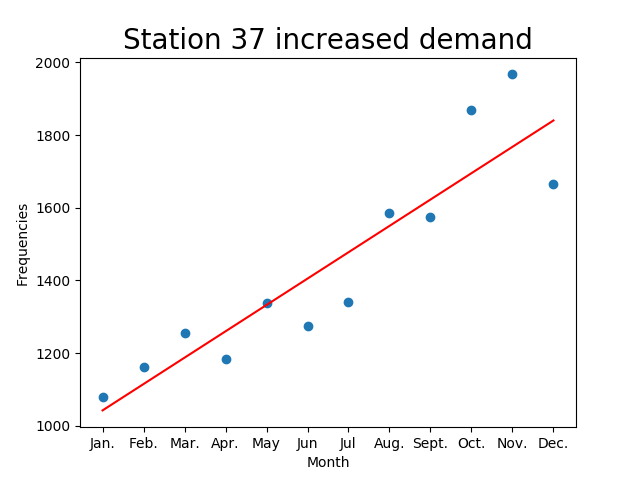 Station 37 increased demand
2000
1800
1600
1400
1200
1000
Frequencies
Jan. Feb. Mar. Apr. May Jun Jul Aug. Sept. Oct. Nov. Dec.
Month